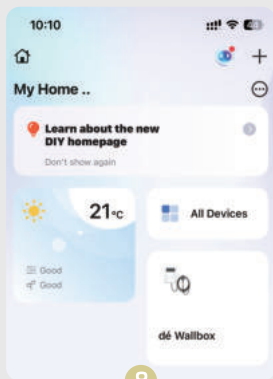 10:10
My Home ..
Learn about the new
DIY homepage
Don't show again
21°C
All Devices
Good
Good
dé Wallbox